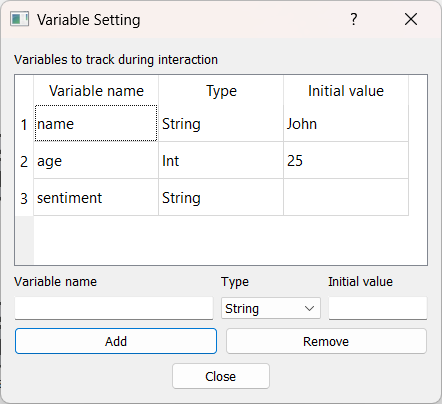 Variable Setting ?
Variables to track during interaction
Variable name Type Initial value
1 name String John
2 age Int 25
3 sentiment String
Variable name Type Initial value
String
Add Remove
Close